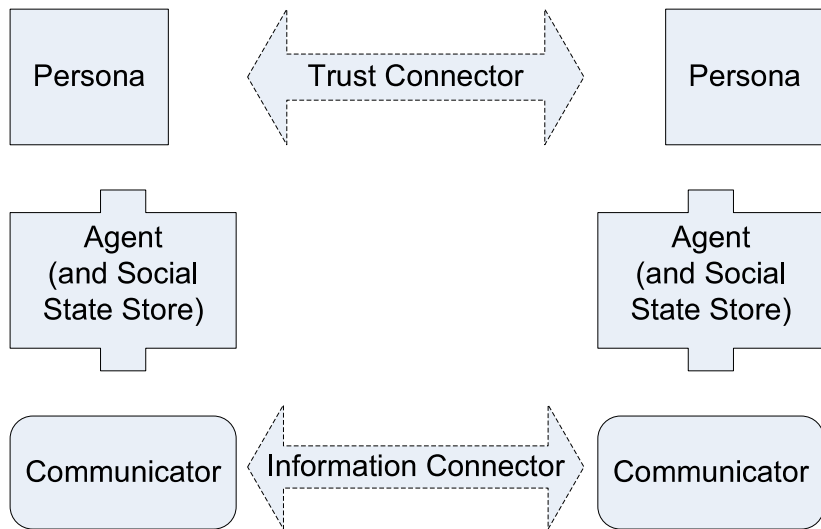 Persona
Trust Connector
Persona
Agent
(and Social
State Store)
Agent
(and Social
State Store)
Communicator
Information Connector
Communicator